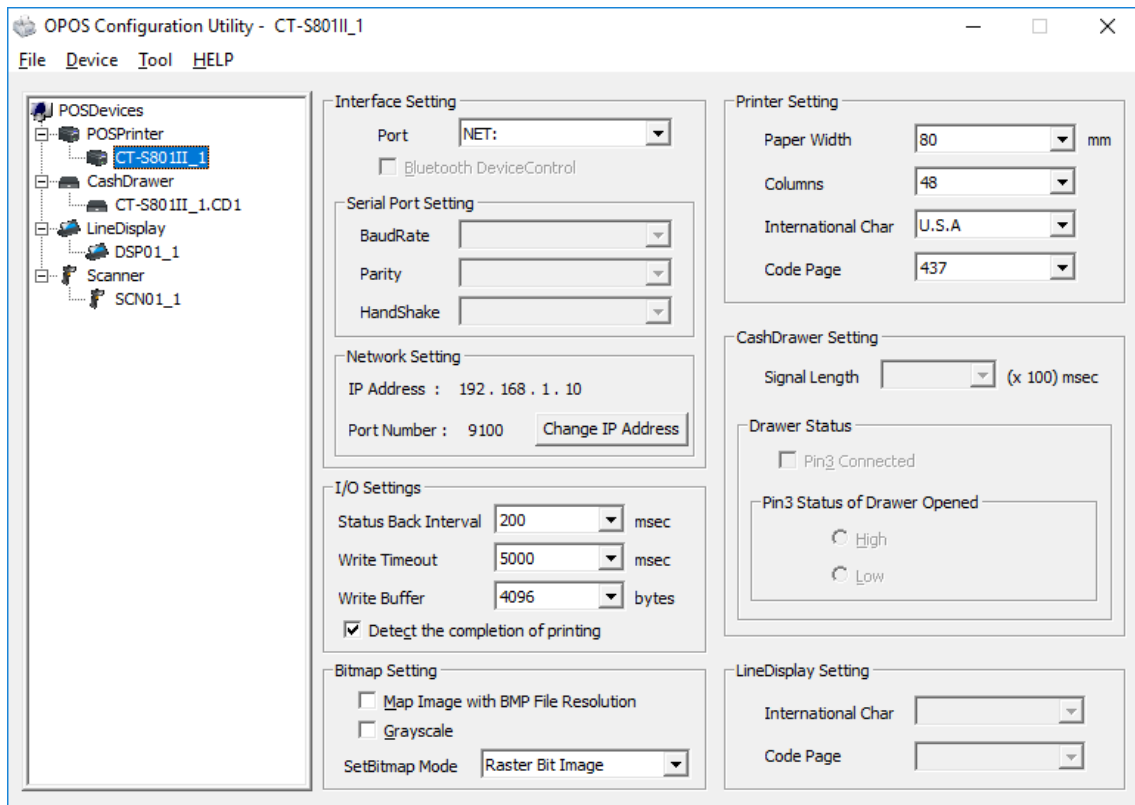 OPOS Configuration Utility - CT-S801II_1
File Device Tool HELP
POSDevices
POSPrinter
CT-S801II_1
CashDrawer
CT-S801II_1.CD1
LineDisplay
DSP01_1
Scanner
SCN01_1
Interface Setting
Port NET:
Bluetooth DeviceControl
Serial Port Setting
BaudRate
Parity
HandShake
Network Setting
IP Address : 192 . 168 . 1 . 10
Port Number : 9100 Change IP Address
I/O Settings
Status Back Interval 200 msec
Write Timeout 5000 msec
Write Buffer 4096 bytes
Detect the completion of printing
Bitmap Setting
Map Image with BMP File Resolution
Grayscale
SetBitmap Mode Raster Bit Image
Printer Setting
Paper Width 80 mm
Columns 48
International Char U.S.A
Code Page 437
CashDrawer Setting
Signal Length (x 100) msec
Drawer Status
Pin3 Connected
Pin3 Status of Drawer Opened
High
Low
LineDisplay Setting
International Char
Code Page